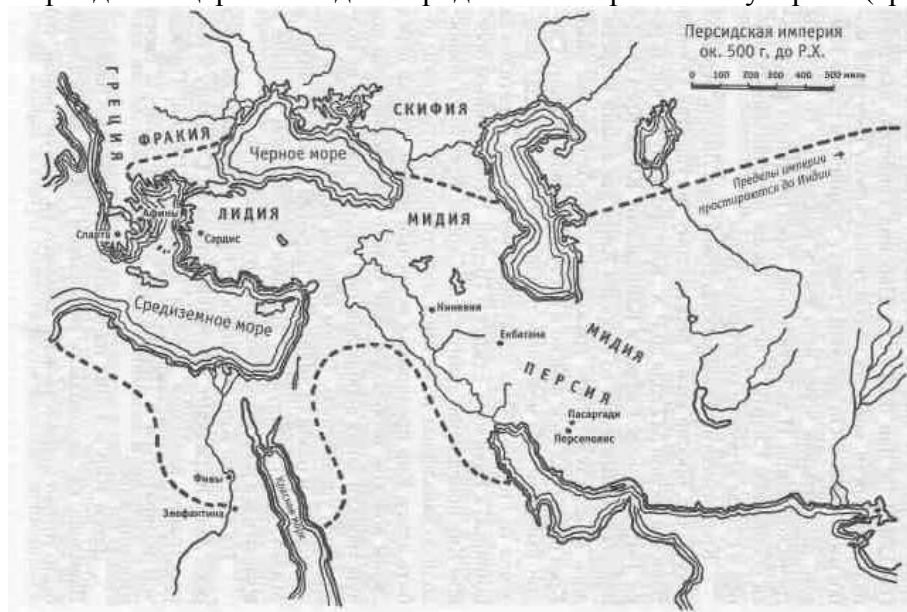 Персидская империя
ок. 500 г. до Р.Х.
0 100 200 300 400 500 миль
ГРЕЦИЯ
ФРАКИЯ
СКИФИЯ
Черное море
Пределы империи →
простираются до Индии
Афины
Спарта
ЛИДИЯ
Сардис
МИДИЯ
Средиземное море
Ниневия
Екбатана
МИДИЯ
ПЕРСИЯ
Пасаргади
Персеполис
Фивы
Элефантина
Красное море